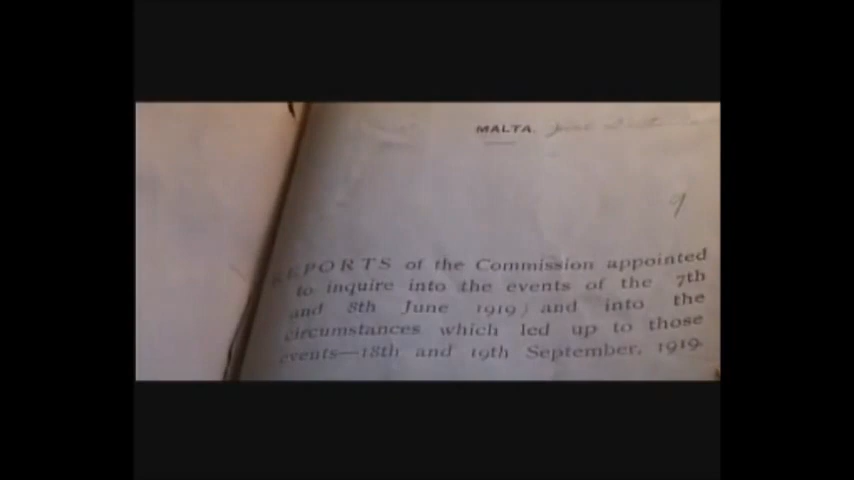 MALTA.
9
REPORTS of the Commission appointed
to inquire into the events of the 7th
and 8th June 1919) and into the
circumstances which led up to those
events—18th and 19th September, 1919.